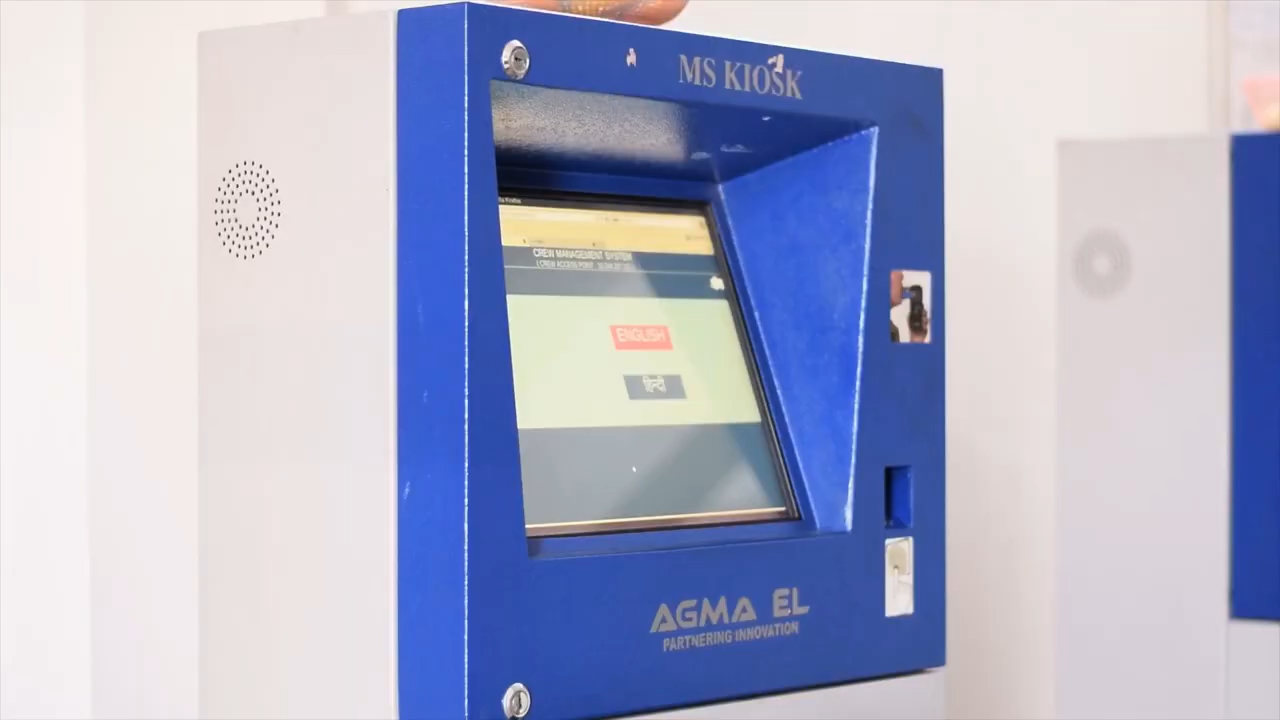 MS KIOSK
CREW MANAGEMENT SYSTEM
ENGLISH
हिन्दी
AGMA EL
PARTNERING INNOVATION